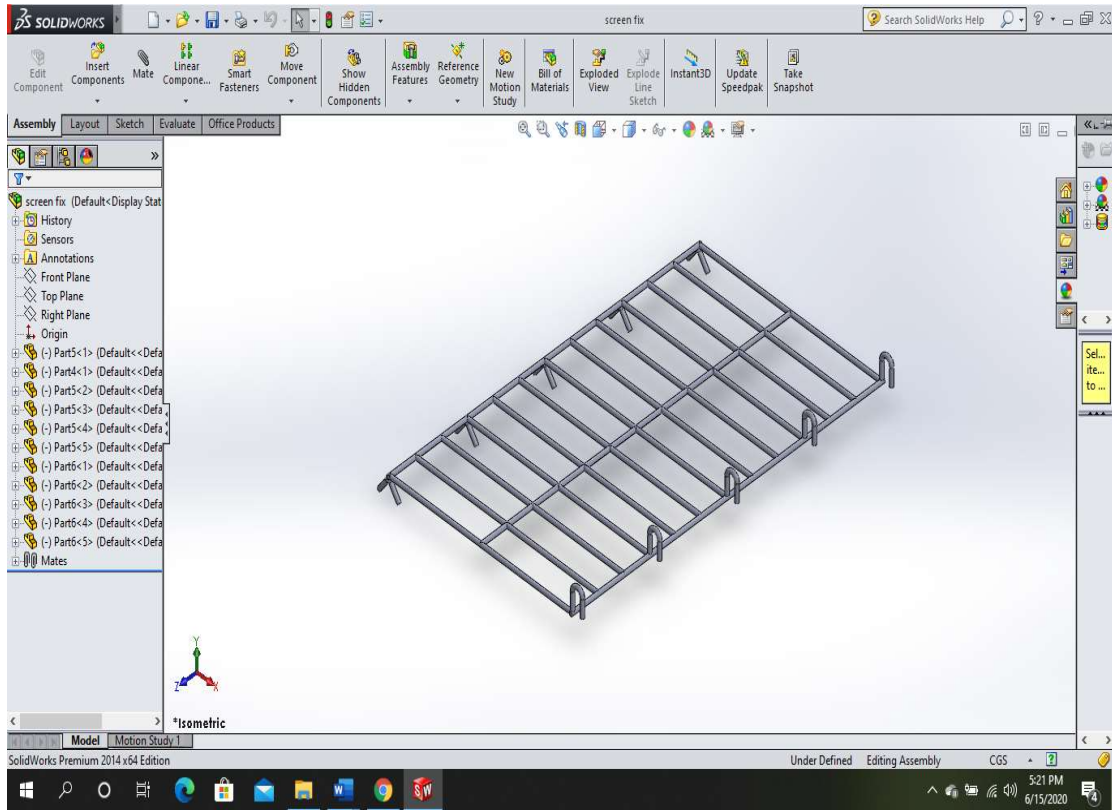 SOLIDWORKS
screen fix
Search SolidWorks Help
Edit Component
Insert Components
Mate
Linear Compone...
Smart Fasteners
Move Component
Show Hidden Components
Assembly Features
Reference Geometry
New Motion Study
Bill of Materials
Exploded View
Explode Line Sketch
Instant3D
Update Speedpak
Take Snapshot
Assembly
Layout
Sketch
Evaluate
Office Products
screen fix (Default<Display Stat
History
Sensors
Annotations
Front Plane
Top Plane
Right Plane
Origin
(-) Part5<1> (Default<<Defa
(-) Part4<1> (Default<<Defa
(-) Part5<2> (Default<<Defa
(-) Part5<3> (Default<<Defa
(-) Part5<4> (Default<<Defa
(-) Part5<5> (Default<<Defa
(-) Part6<1> (Default<<Defa
(-) Part6<2> (Default<<Defa
(-) Part6<3> (Default<<Defa
(-) Part6<4> (Default<<Defa
(-) Part6<5> (Default<<Defa
Mates
Sel...
ite...
to ...
Y
Z
X
*Isometric
Model
Motion Study 1
SolidWorks Premium 2014 x64 Edition
Under Defined
Editing Assembly
CGS
5:21 PM
6/15/2020
4